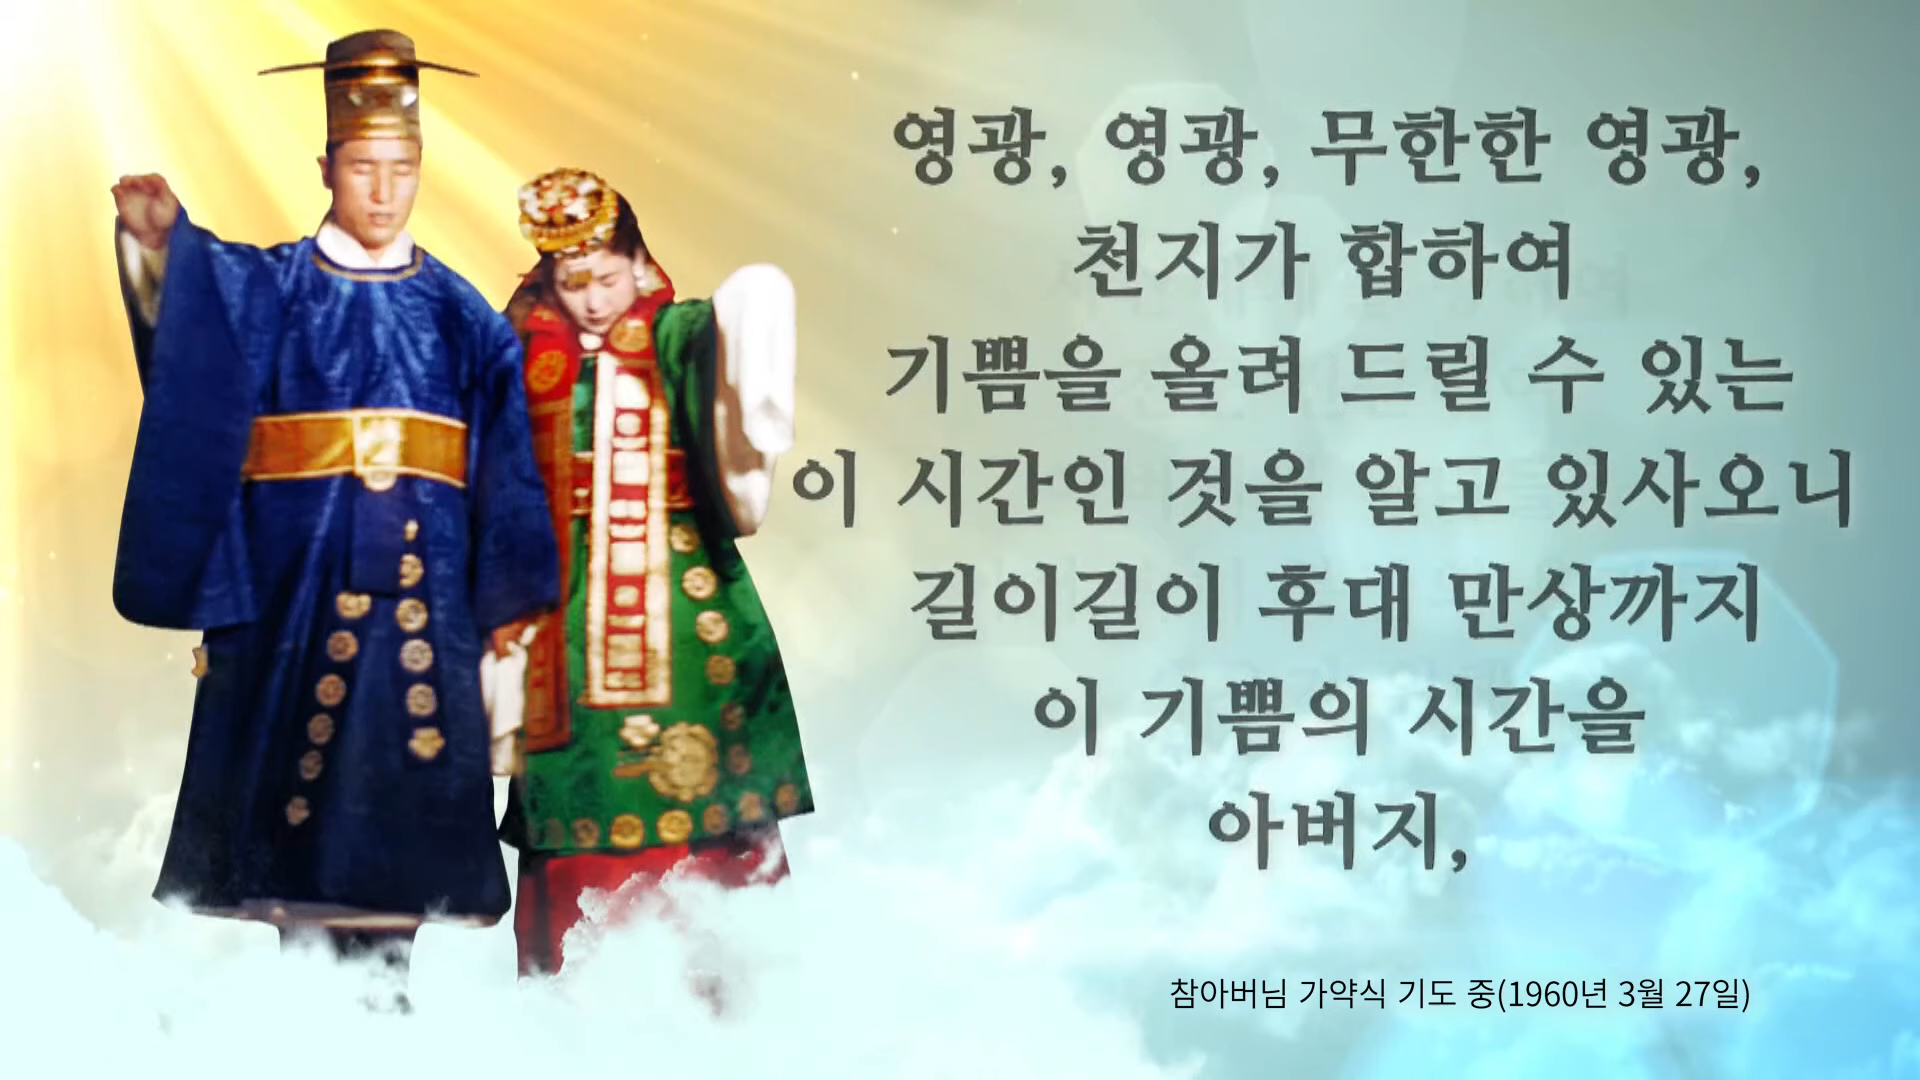 영광, 영광, 무한한 영광,
천지가 합하여
기쁨을 올려 드릴 수 있는
이 시간인 것을 알고 있사오니
길이길이 후대 만상까지
이 기쁨의 시간을
아버지,
참아버님 가약식 기도 중(1960년 3월 27일)